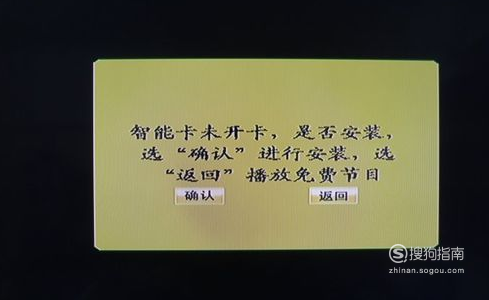 智能卡未开卡，是否安装，
选“确认”进行安装，选
“返回”播放免费节目
确认 返回
搜狗指南
zhinan.sogou.com